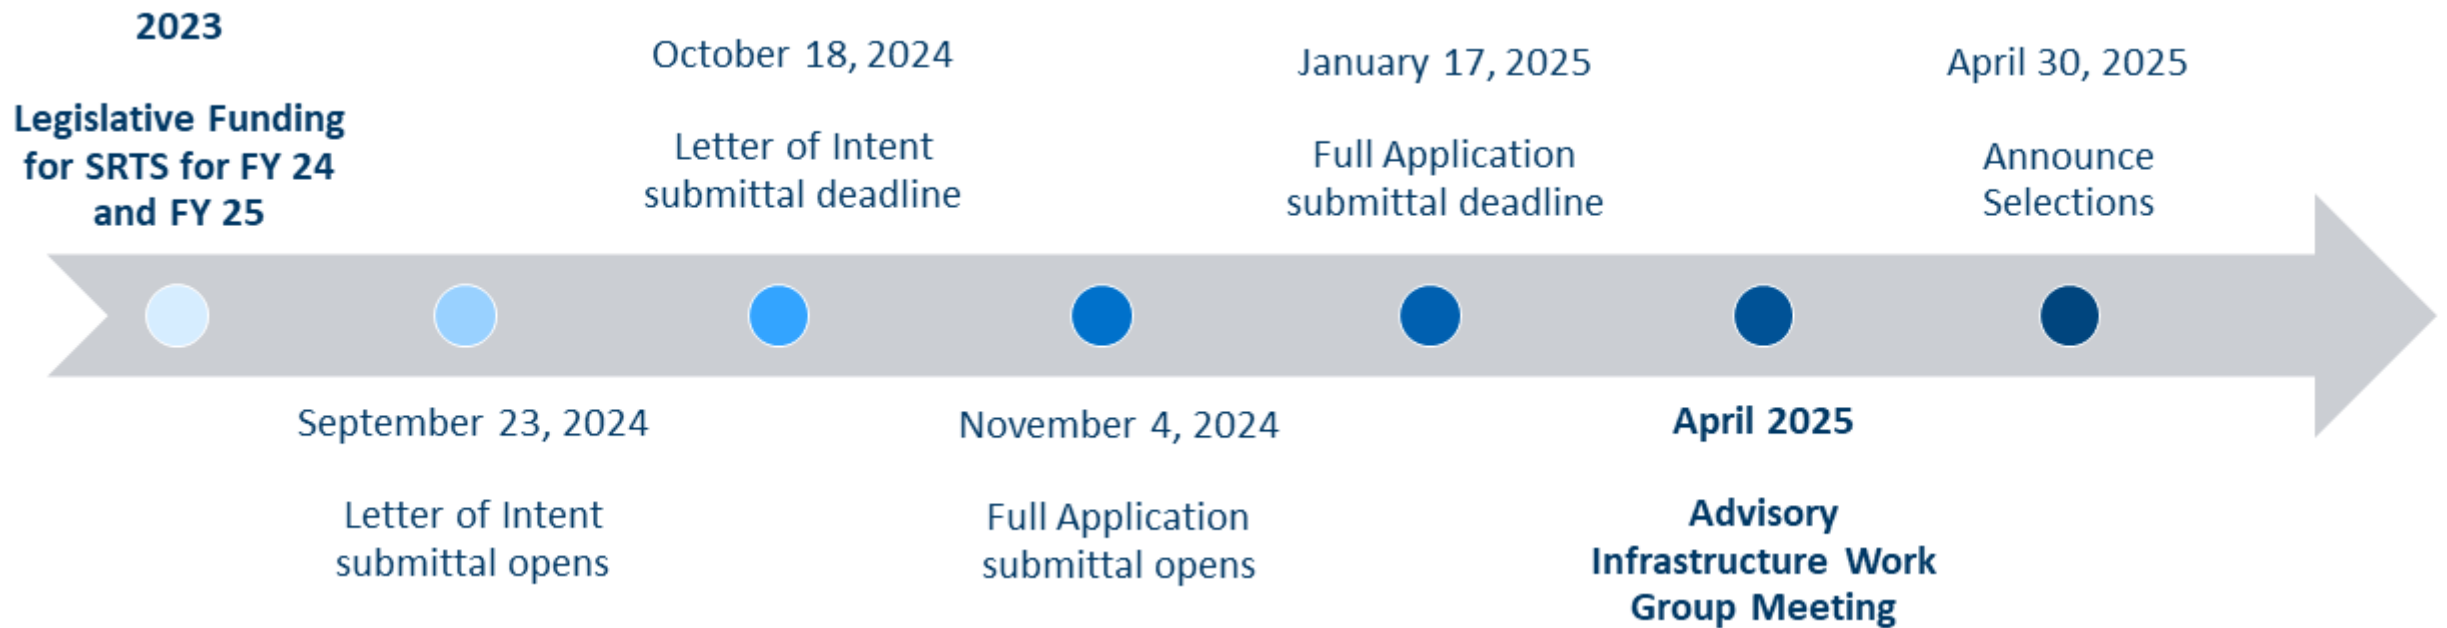 2023
Legislative Funding
for SRTS for FY 24
and FY 25
September 23, 2024
Letter of Intent
submittal opens
October 18, 2024
Letter of Intent
submittal deadline
November 4, 2024
Full Application
submittal opens
January 17, 2025
Full Application
submittal deadline
April 2025
Advisory
Infrastructure Work
Group Meeting
April 30, 2025
Announce
Selections